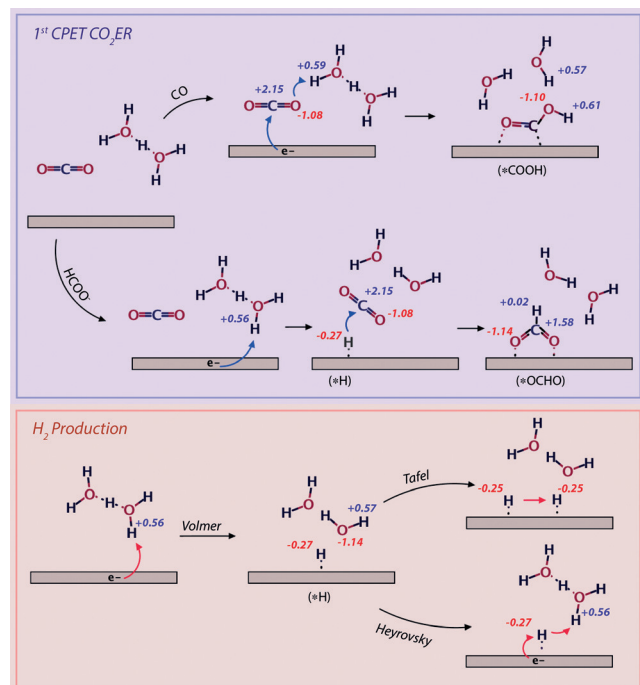 1st CPET CO2ER
CO
+2.15
+0.59
O=C=O
-1.08
e-
H
O
H
H
H
O
H
O=C=O
H
O
H
H
H
O
H
H
O
H
H
O
H
+0.57
-1.10
+0.61
O
C
O
H
(*COOH)
HCOO-
O=C=O
H
O
H
H
H
O
H
+0.56
e-
H
O
H
H
O
H
+2.15
O
C
O
-1.08
-0.27
H
(*H)
H
O
H
H
O
H
+0.02
H
-1.14
+1.58
O
C
O
(*OCHO)
H2 Production
H
O
H
H
H
O
H
+0.56
e-
Volmer
H
O
H
H
O
H
+0.57
-0.27
-1.14
H
(*H)
Tafel
H
O
H
H
O
H
-0.25
-0.25
H
H
Heyrovsky
H
O
H
H
H
O
H
+0.56
-0.27
H
e-